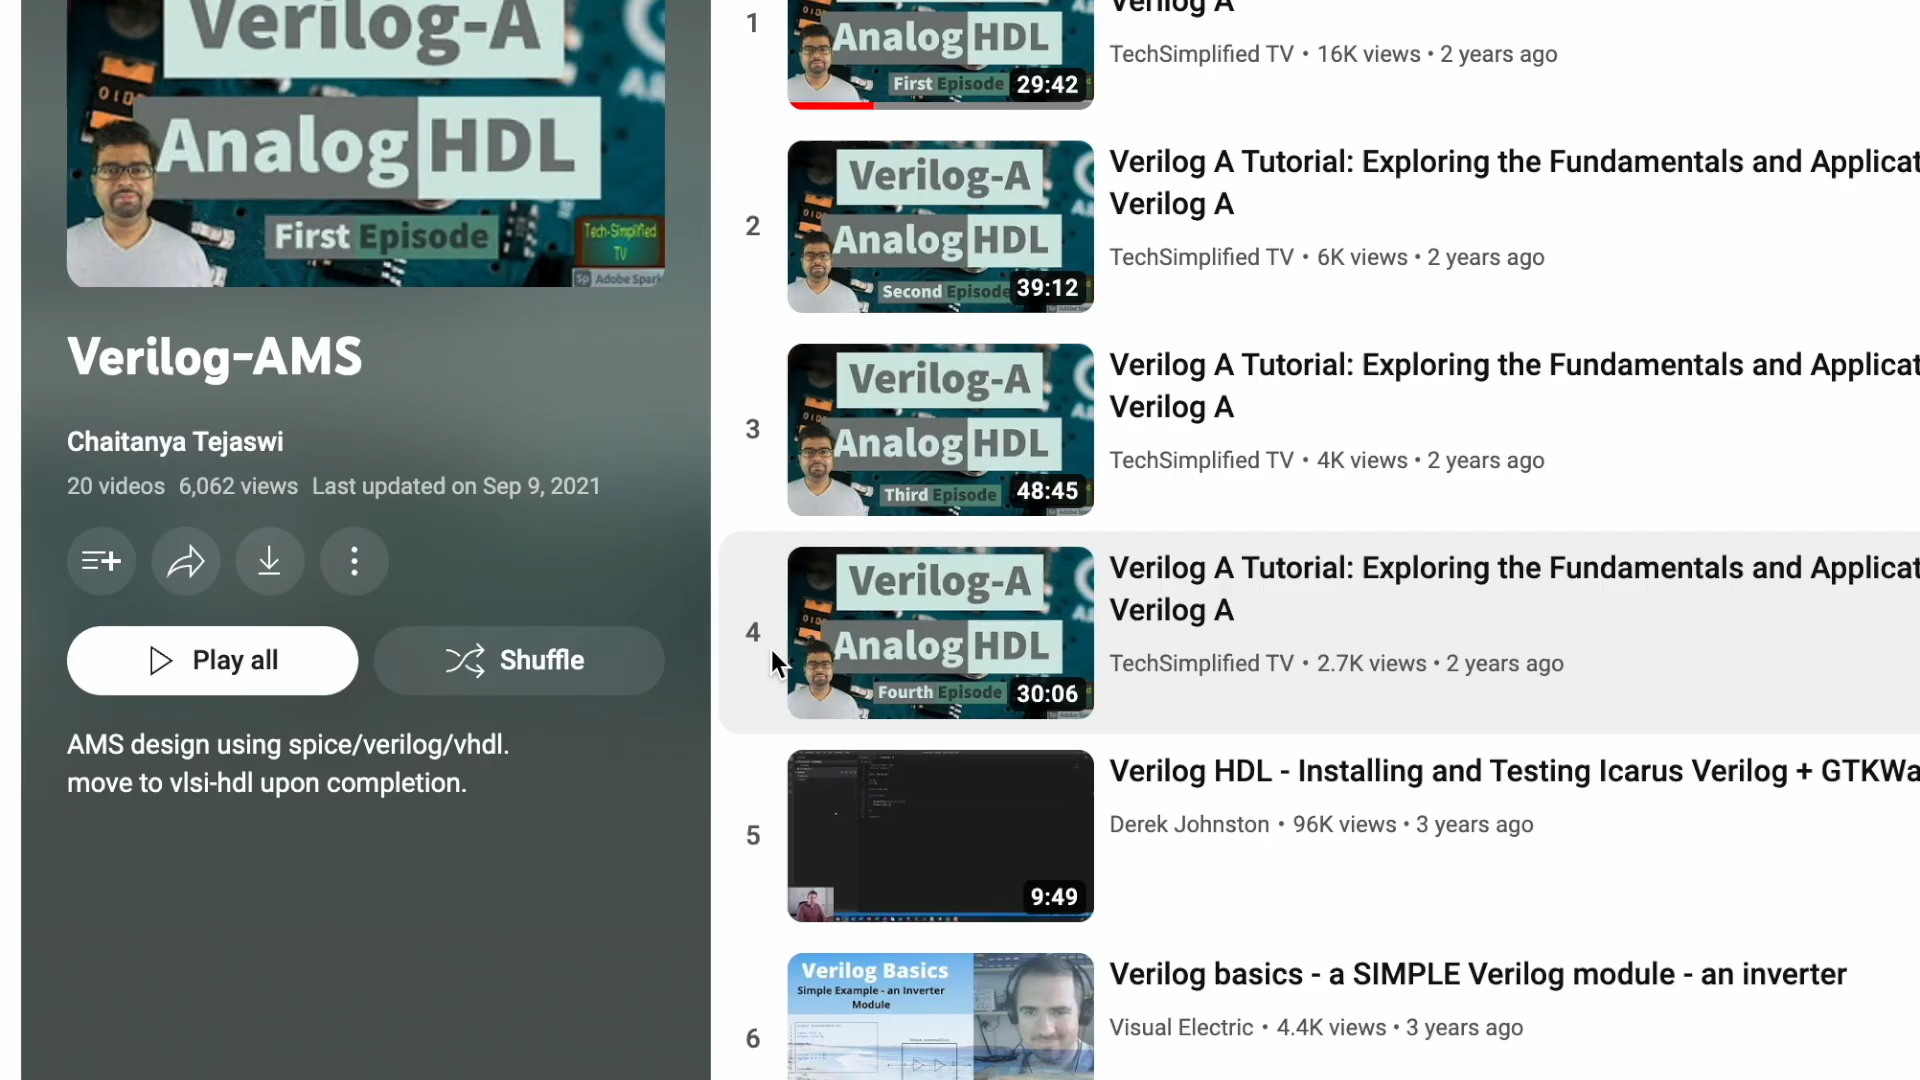 Verilog-A
Analog HDL
First Episode
Tech-Simplified
TV
Adobe Spark
Verilog-AMS
Chaitanya Tejaswi
20 videos 6,062 views Last updated on Sep 9, 2021
Play all
Shuffle
AMS design using spice/verilog/vhdl.
move to vlsi-hdl upon completion.
1
Analog HDL
First Episode
29:42
Verilog A
TechSimplified TV • 16K views • 2 years ago
2
Verilog-A
Analog HDL
Second Episode
39:12
Verilog A Tutorial: Exploring the Fundamentals and Applicat
Verilog A
TechSimplified TV • 6K views • 2 years ago
3
Verilog-A
Analog HDL
Third Episode
48:45
Verilog A Tutorial: Exploring the Fundamentals and Applicat
Verilog A
TechSimplified TV • 4K views • 2 years ago
4
Verilog-A
Analog HDL
Fourth Episode
30:06
Verilog A Tutorial: Exploring the Fundamentals and Applicat
Verilog A
TechSimplified TV • 2.7K views • 2 years ago
5
9:49
Verilog HDL - Installing and Testing Icarus Verilog + GTKWa
Derek Johnston • 96K views • 3 years ago
6
Verilog Basics
Simple Example - an Inverter
Module
Verilog basics - a SIMPLE Verilog module - an inverter
Visual Electric • 4.4K views • 3 years ago